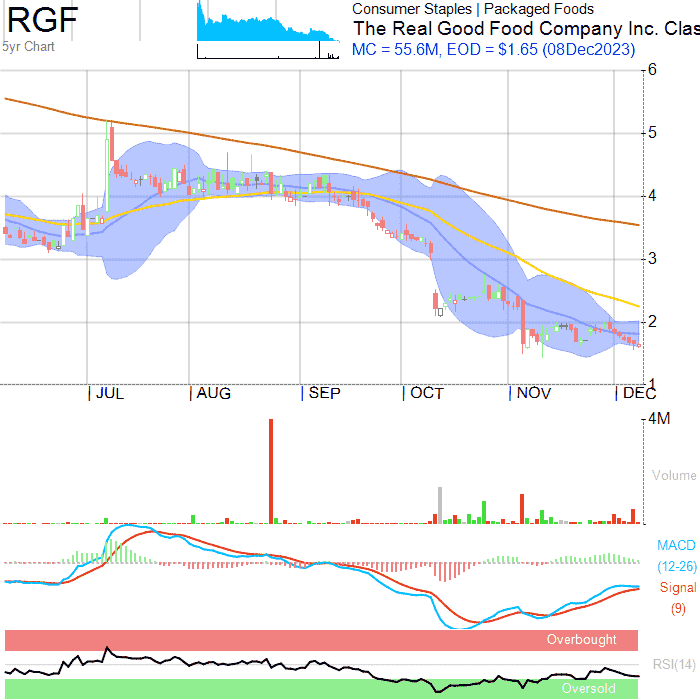 RGF
5yr Chart
Consumer Staples | Packaged Foods
The Real Good Food Company Inc. Clas
MC = 55.6M, EOD = $1.65 (08Dec2023)
6
5
4
3
2
1
JUL AUG SEP OCT NOV DEC
4M
Volume
MACD
(12-26)
Signal
(9)
Overbought
RSI(14)
Oversold